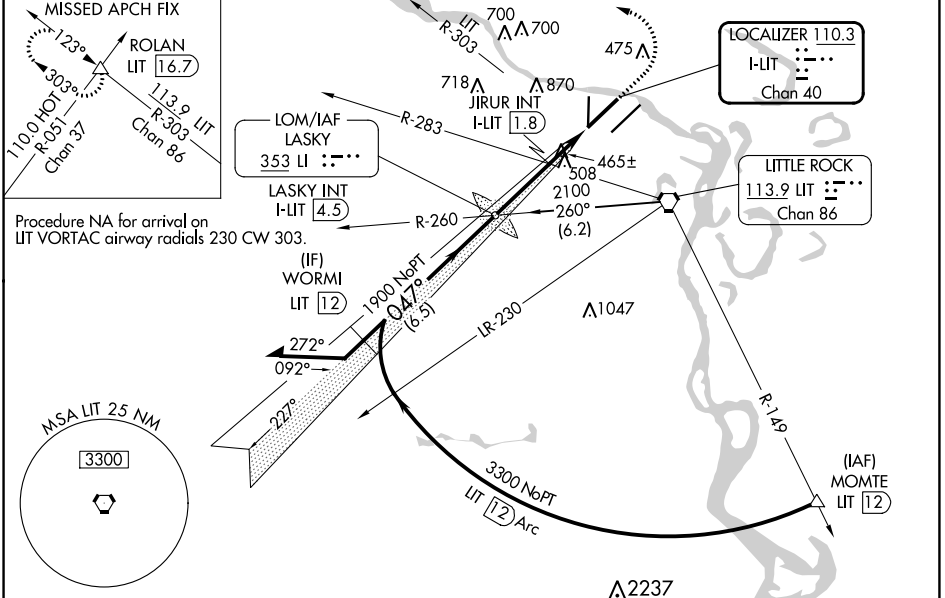 MISSED APCH FIX
123°
303°
ROLAN
LIT 16.7
113.9 LIT
R-303
Chan 86
110.0 HOT
R-051
Chan 37
LIT
R-303
700
700
475
718
870
LOCALIZER 110.3
I-LIT
Chan 40
JIRUR INT
I-LIT 1.8
R-283
LOM/IAF
LASKY
353 LI
465±
508
LITTLE ROCK
113.9 LIT
Chan 86
LASKY INT
I-LIT 4.5
2100
260°
(6.2)
R-260
Procedure NA for arrival on
LIT VORTAC airway radials 230 CW 303.
(IF)
WORMI
LIT 12
1900 NoPT
047°
(6.5)
1047
LR-230
272°
092°
227°
R-149
MSA LIT 25 NM
3300
3300 NoPT
LIT 12 Arc
(IAF)
MOMTE
LIT 12
2237